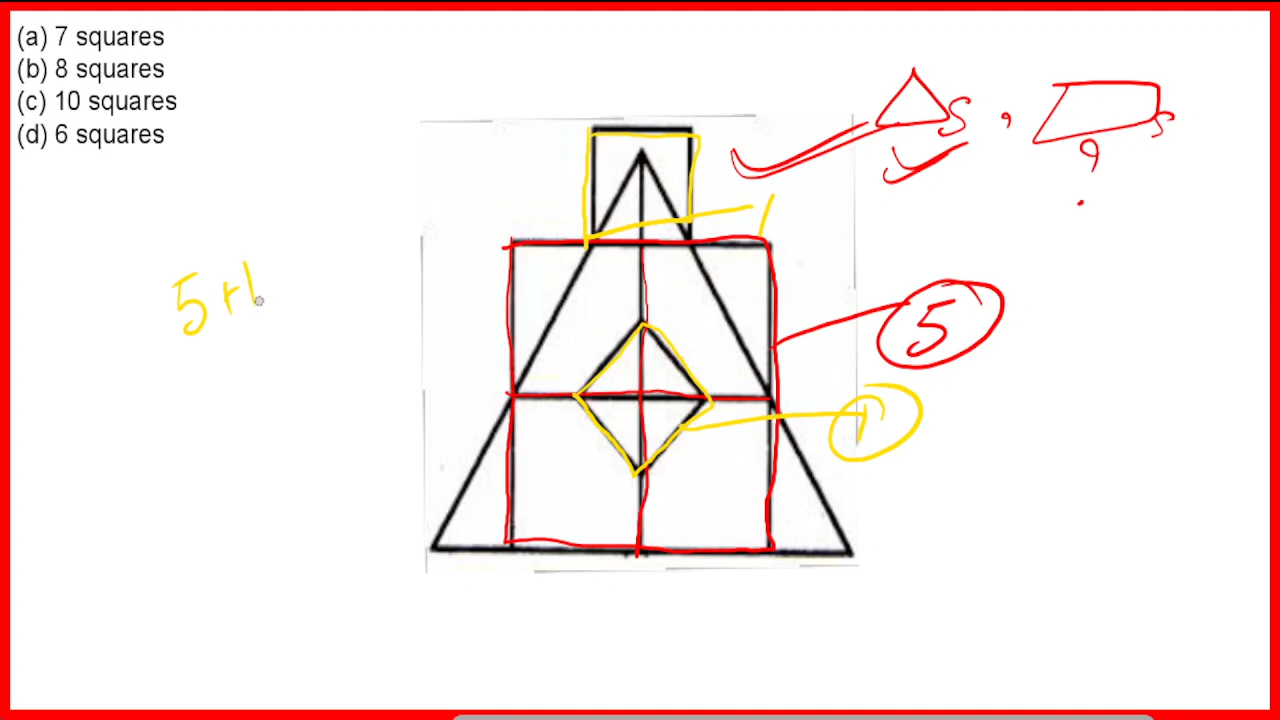 (a) 7 squares
(b) 8 squares
(c) 10 squares
(d) 6 squares
S , S
?
1
5+1
5
1